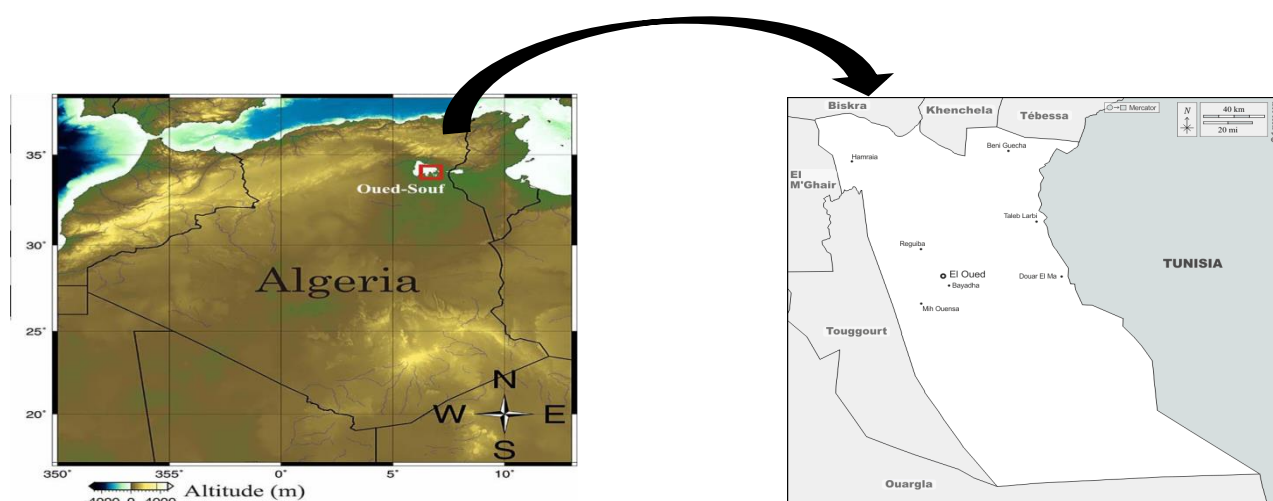 35°
30°
25°
20°
350°
355°
0°
5°
10°
Oued-Souf
Algeria
N
W
E
S
Altitude (m)
Biskra
Khenchela
Tébessa
Mercator
N
40 km
20 mi
Hamraia
Beni Guecha
El
M'Ghair
Taleb Larbi
Reguiba
TUNISIA
El Oued
Douar El Ma
Bayadha
Mih Ouensa
Touggourt
Ouargla